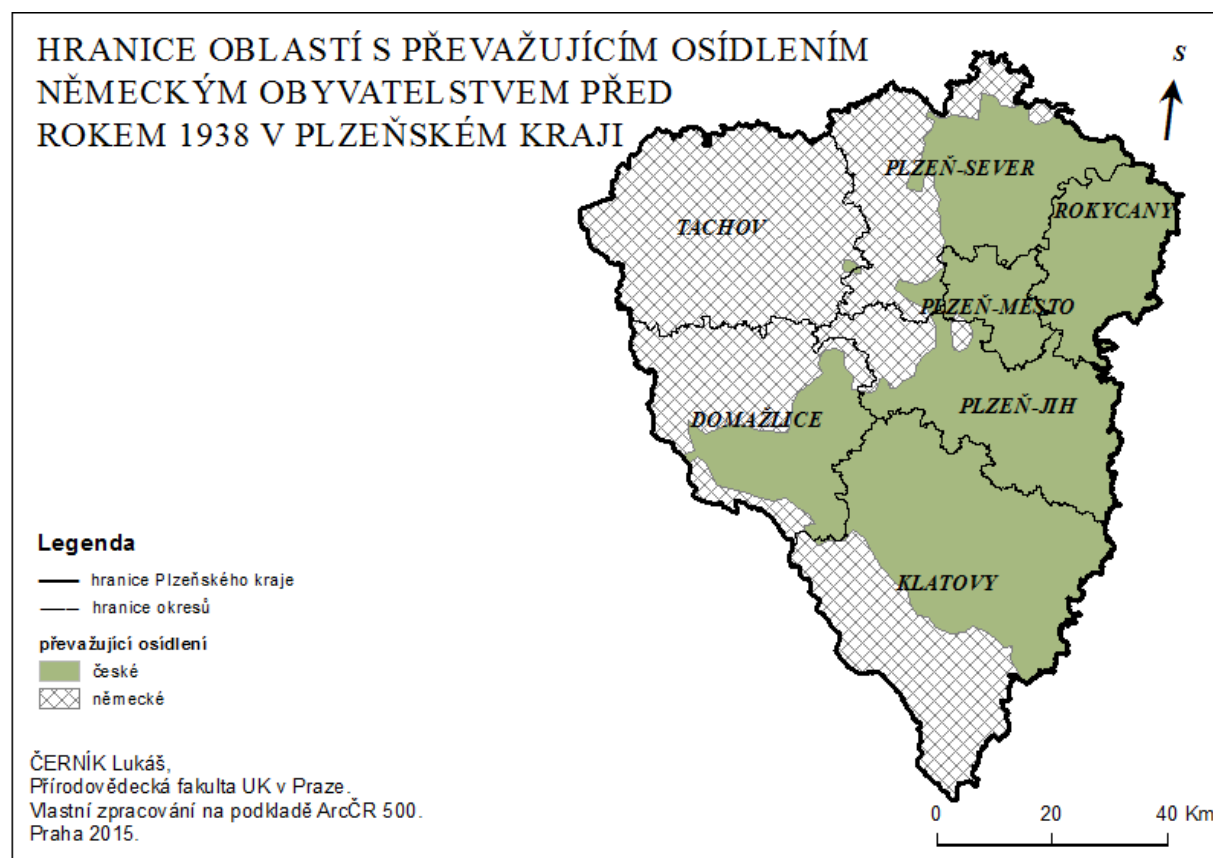 HRANICE OBLASTÍ S PŘEVAŽUJÍCÍM OSÍDLENÍM
NĚMECKÝM OBYVATELSTVEM PŘED
ROKEM 1938 V PLZEŇSKÉM KRAJI
S
PLZEŇ-SEVER
ROKYCANY
TACHOV
PLZEŇ-MĚSTO
DOMAŽLICE
PLZEŇ-JIH
KLATOVY
Legenda
hranice Plzeňského kraje
hranice okresů
převažující osídlení
české
německé
ČERNÍK Lukáš,
Přírodovědecká fakulta UK v Praze.
Vlastní zpracování na podkladě ArcČR 500.
Praha 2015.
0 20 40 Km